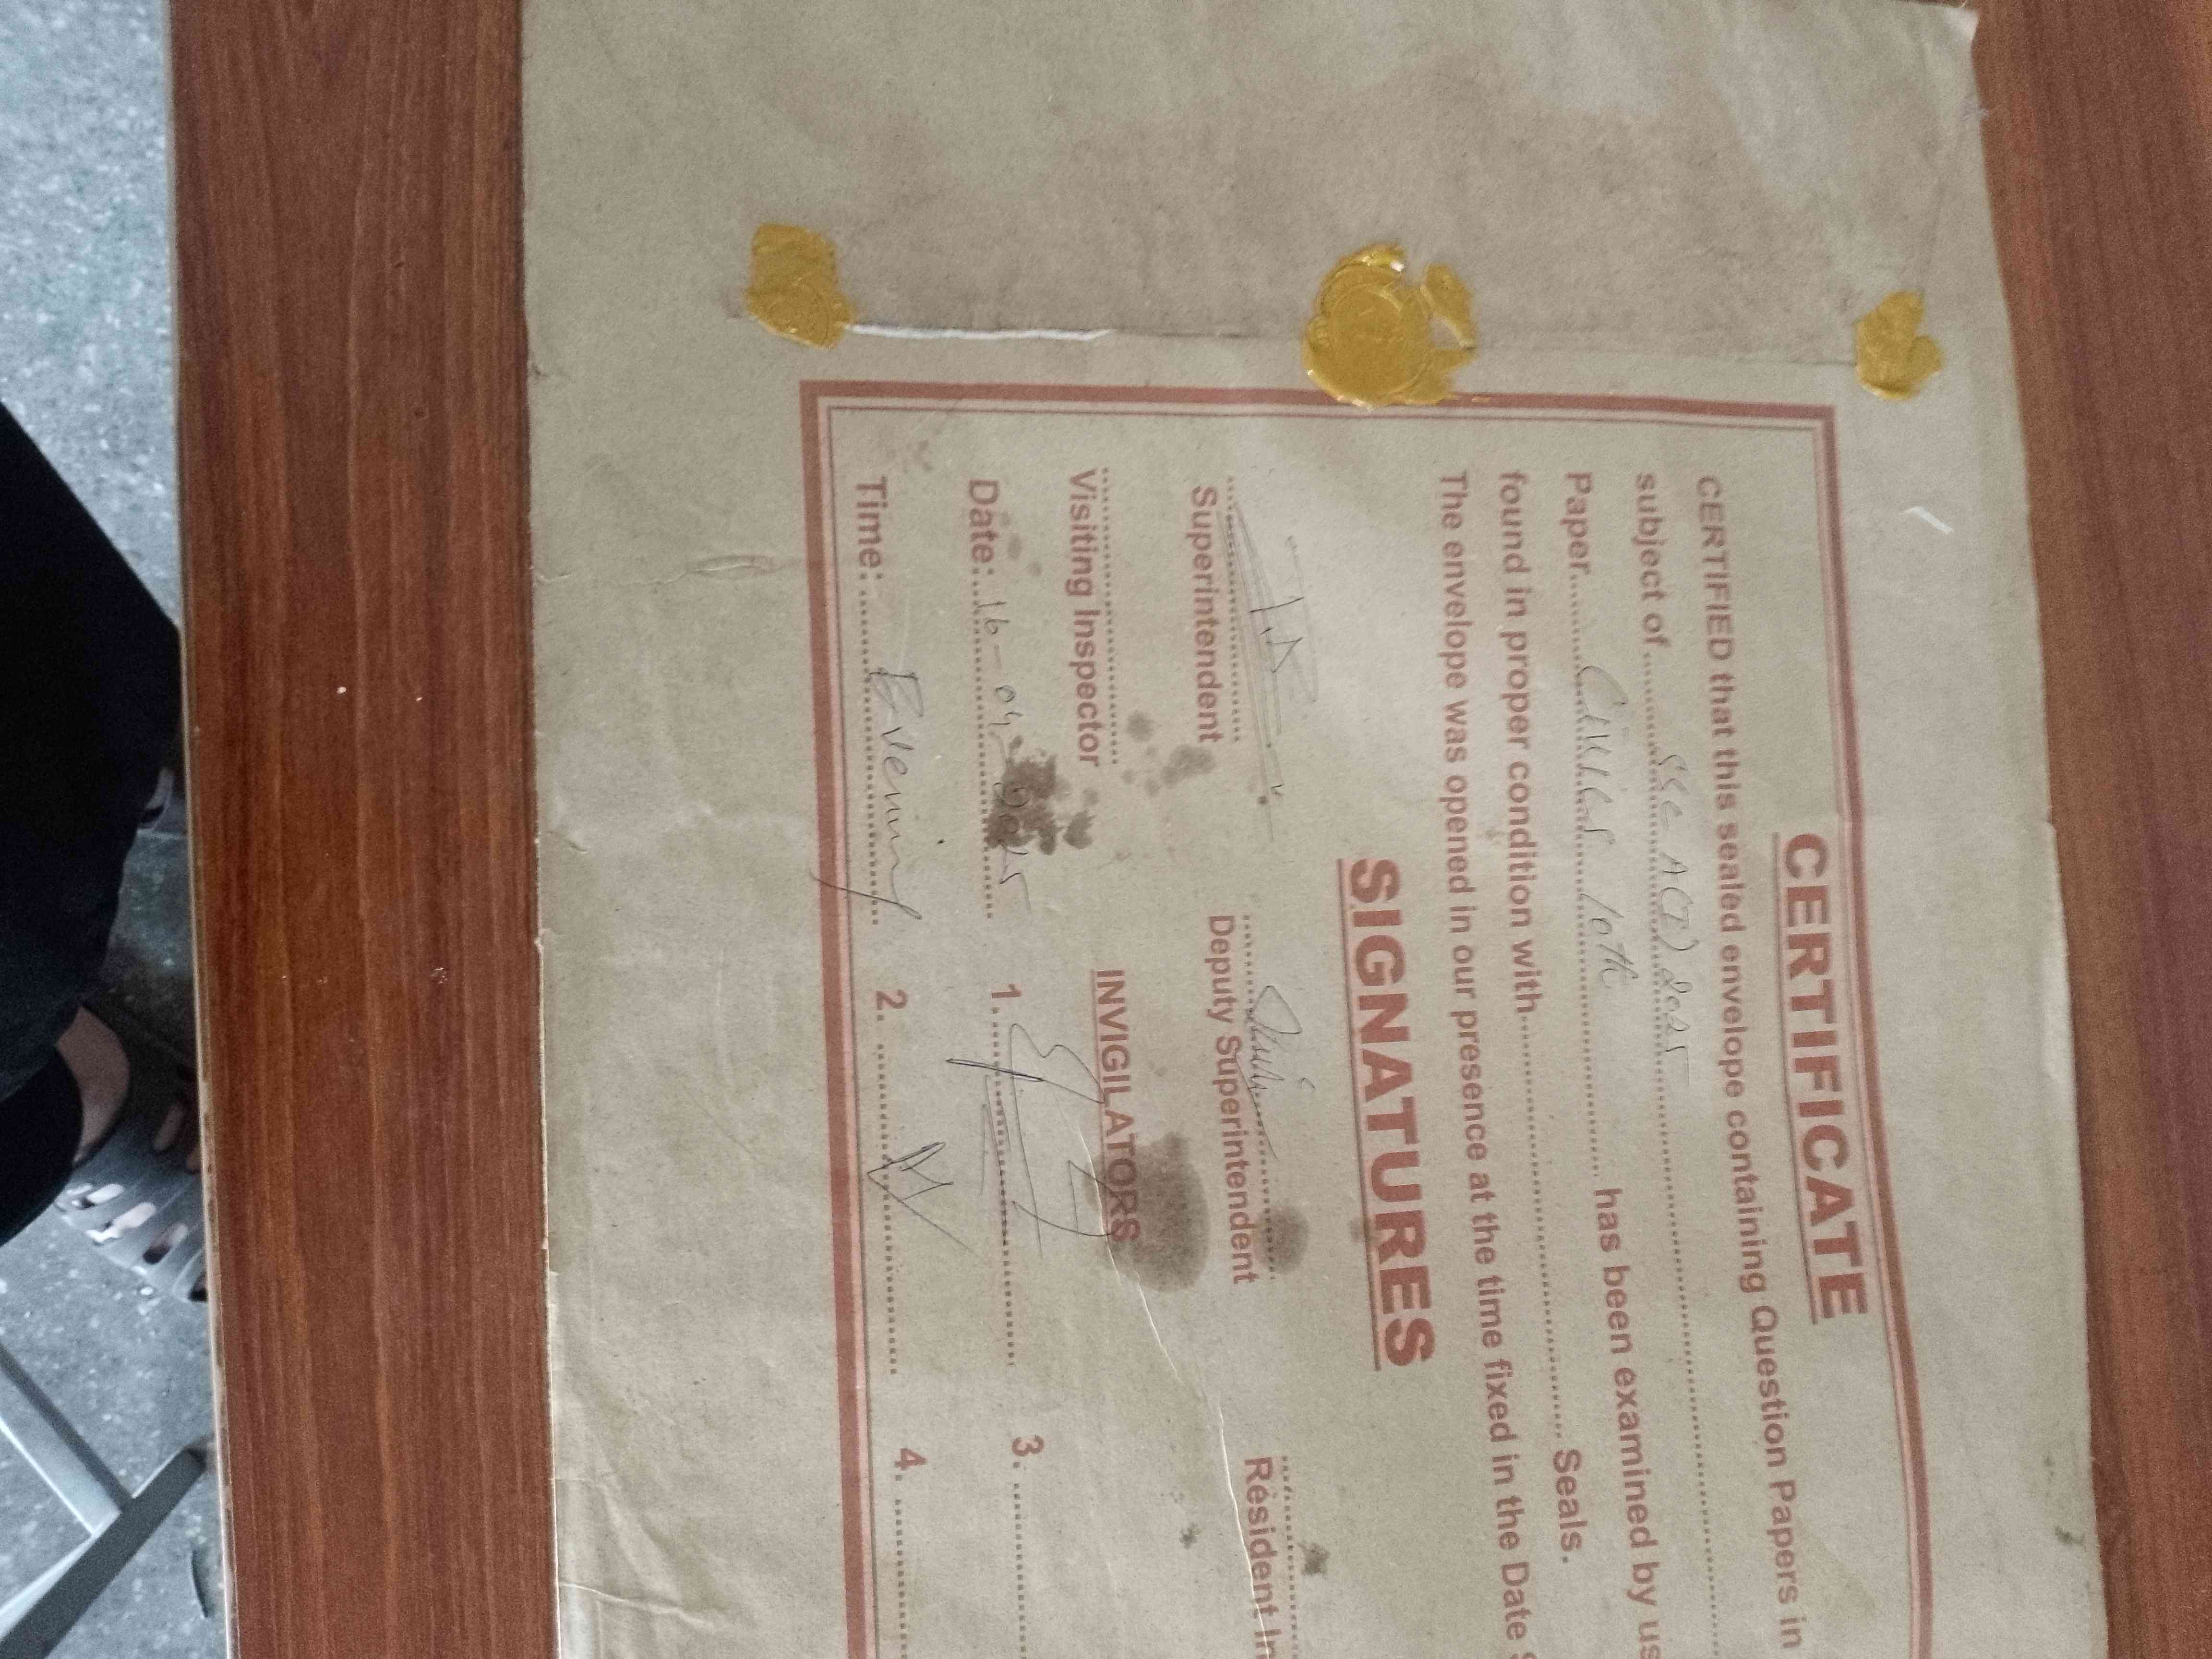 CERTIFICATE
CERTIFIED that this sealed envelope containing Question Papers in
subject of.....SSC A(I) 2025
Paper.....Civics 10th..........has been examined by us
found in proper condition with..........Seals.
The envelope was opened in our presence at the time fixed in the Date
SIGNATURES
Superintendent Deputy Superintendent Resident In
Visiting Inspector INVIGILATORS
Date:....16-04-2025 1. 3.
Time:.....Evening 2. 4.